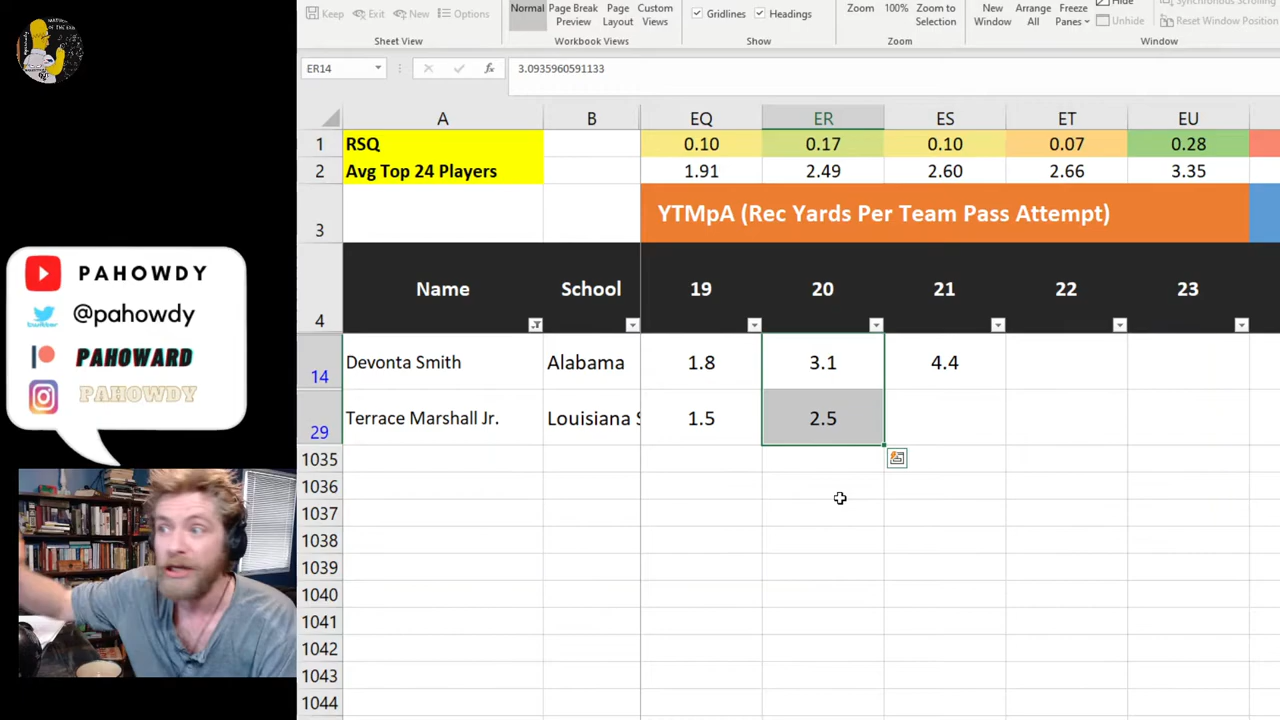 Keep Exit New Options
Normal Page Break Preview Page Layout Custom Views
Gridlines Headings
Zoom 100% Zoom to Selection
New Window Arrange All Freeze Panes Hide Unhide Synchronous Scrolling Reset Window Position
Sheet View Workbook Views Show Zoom Window
ER14 fx 3.0935960591133
A B EQ ER ES ET EU
1 RSQ 0.10 0.17 0.10 0.07 0.28
2 Avg Top 24 Players 1.91 2.49 2.60 2.66 3.35
3 YTMpA (Rec Yards Per Team Pass Attempt)
4 Name School 19 20 21 22 23
14 Devonta Smith Alabama 1.8 3.1 4.4
29 Terrace Marshall Jr. Louisiana S 1.5 2.5
1035
1036
1037
1038
1039
1040
1041
1042
1043
1044
PAHOWDY
@pahowdy
PAHOWARD
PAHOWDY